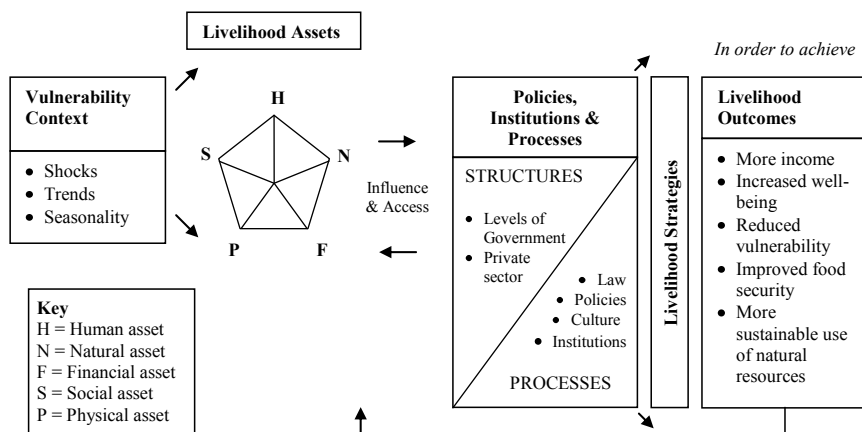 Livelihood Assets
In order to achieve
Vulnerability
Context
• Shocks
• Trends
• Seasonality
H
S
N
P
F
Influence
& Access
Policies,
Institutions &
Processes
STRUCTURES
• Levels of
Government
• Private
sector
• Law
• Policies
• Culture
• Institutions
PROCESSES
Livelihood Strategies
Livelihood
Outcomes
• More income
• Increased well-
being
• Reduced
vulnerability
• Improved food
security
• More
sustainable use
of natural
resources
Key
H = Human asset
N = Natural asset
F = Financial asset
S = Social asset
P = Physical asset